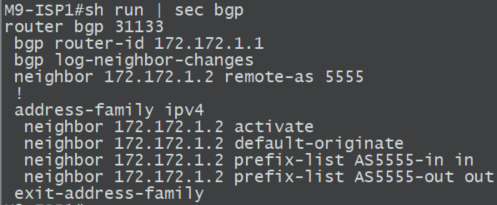 M9-ISP1#sh run | sec bgp
router bgp 31133
bgp router-id 172.172.1.1
bgp log-neighbor-changes
neighbor 172.172.1.2 remote-as 5555
!
address-family ipv4
neighbor 172.172.1.2 activate
neighbor 172.172.1.2 default-originate
neighbor 172.172.1.2 prefix-list AS5555-in in
neighbor 172.172.1.2 prefix-list AS5555-out out
exit-address-family